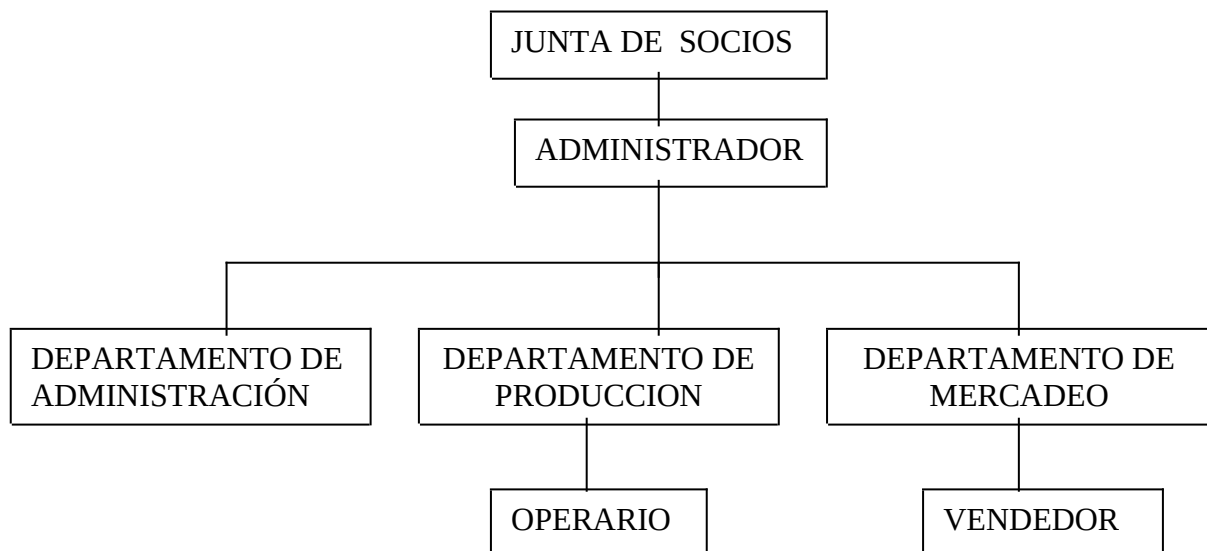 JUNTA DE SOCIOS
ADMINISTRADOR
DEPARTAMENTO DE
ADMINISTRACIÓN
DEPARTAMENTO DE
PRODUCCION
DEPARTAMENTO DE
MERCADEO
OPERARIO
VENDEDOR